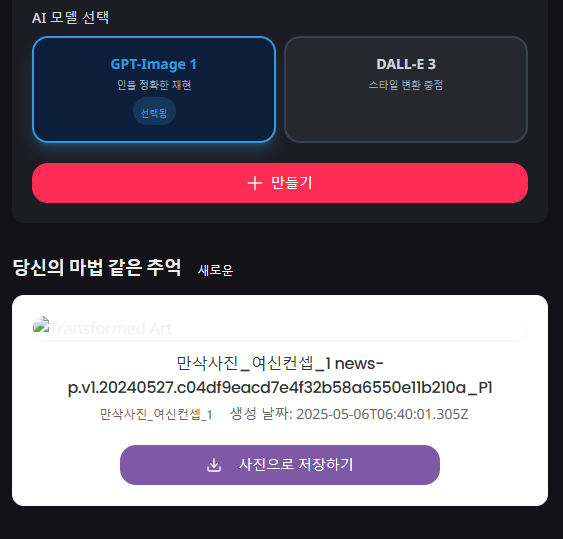 AI 모델 선택
GPT-Image 1
인물 정확한 재현
선택됨
DALL-E 3
스타일 변환 중점
만들기
당신의 마법 같은 추억 새로운
Transformed Art
만삭사진_여신컨셉_1 news-
p.v1.20240527.c04df9eacd7e4f32b58a6550e11b210a_P1
만삭사진_여신컨셉_1 생성 날짜: 2025-05-06T06:40:01.305Z
사진으로 저장하기